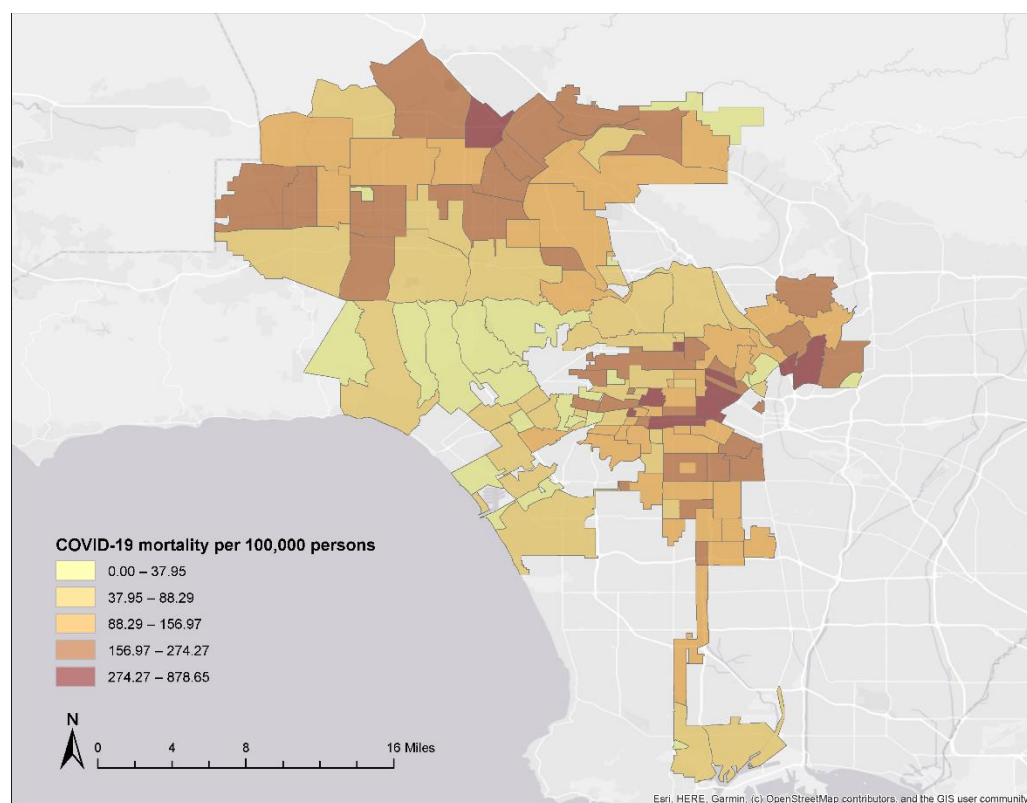 COVID-19 mortality per 100,000 persons
0.00 – 37.95
37.95 – 88.29
88.29 – 156.97
156.97 – 274.27
274.27 – 878.65
N
0 4 8 16 Miles
Esri, HERE, Garmin, (c) OpenStreetMap contributors, and the GIS user community